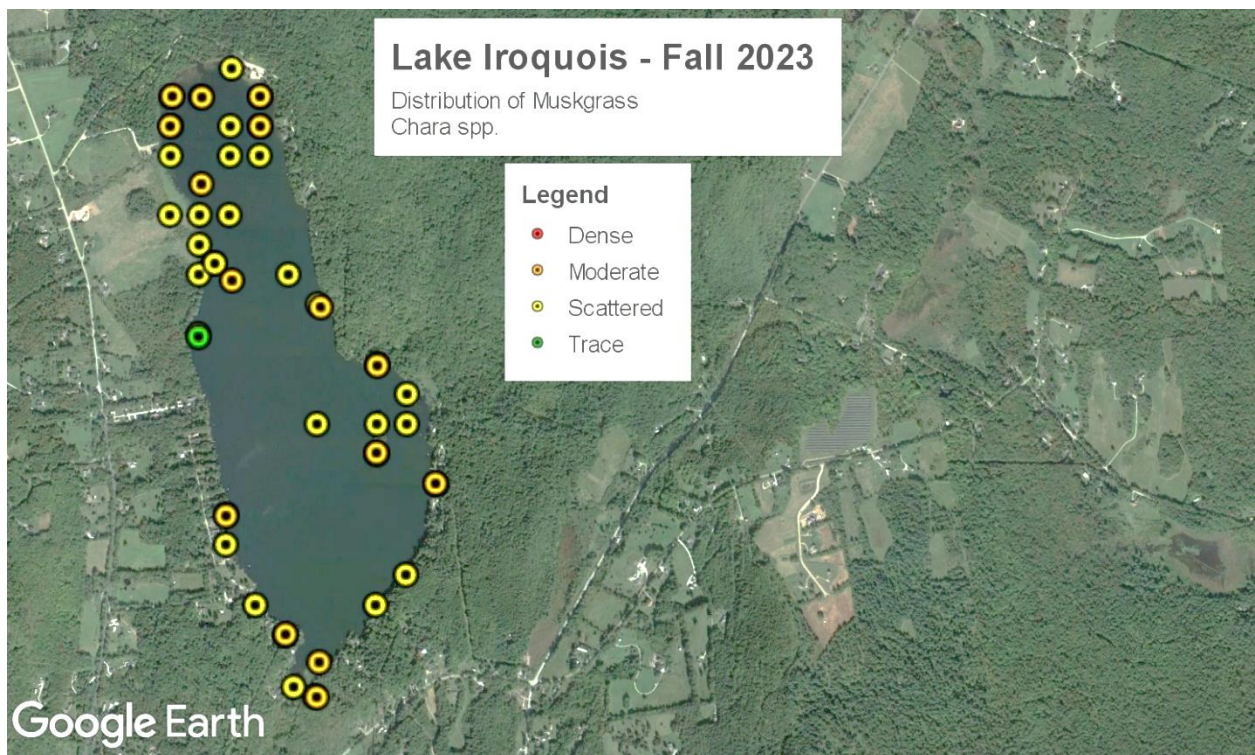 Lake Iroquois - Fall 2023
Distribution of Muskgrass
Chara spp.
Legend
Dense
Moderate
Scattered
Trace
Google Earth